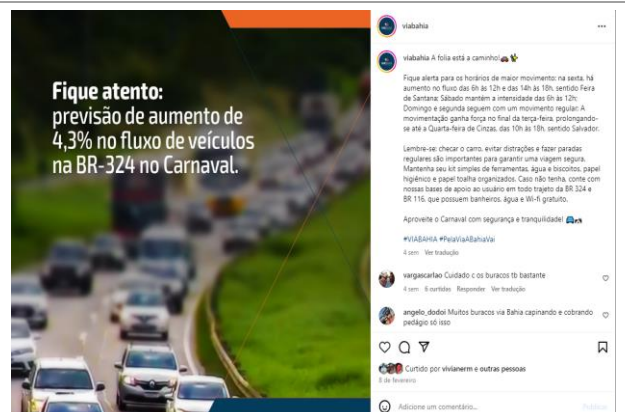 Fique atento:
previsão de aumento de
4,3% no fluxo de veículos
na BR-324 no Carnaval.
viabahia
viabahia A folia está a caminho!
Fique alerta para os horários de maior movimento: na sexta, há
aumento no fluxo das 6h às 12h e das 14h às 18h, sentido Feira
de Santana; Sábado mantém a intensidade das 6h às 12h;
Domingo e segunda seguem com um movimento regular; A
movimentação ganha força no final da terça-feira, prolongando-
se até a Quarta-feira de Cinzas, das 10h às 18h, sentido Salvador.
Lembre-se: checar o carro, evitar distrações e fazer paradas
regulares são importantes para garantir uma viagem segura.
Mantenha seu kit simples de ferramentas, água e biscoitos, papel
higiênico e papel toalha organizados. Caso não tenha, conte com
nossas bases de apoio ao usuário em todo trajeto da BR 324 e
BR 116, que possuem banheiros, água e Wi-fi gratuito.
Aproveite o Carnaval com segurança e tranquilidade!
#VIABAHIA #PelaViaABahiaVai
4 sem Ver tradução
vargascarlao Cuidado c os buracos tb bastante
4 sem 6 curtidas Responder Ver tradução
angelo_dodoi Muitos buracos via Bahia capinando e cobrando
pedágio só isso
Curtido por vivianerm e outras pessoas
8 de fevereiro
Adicione um comentário...
Publicar